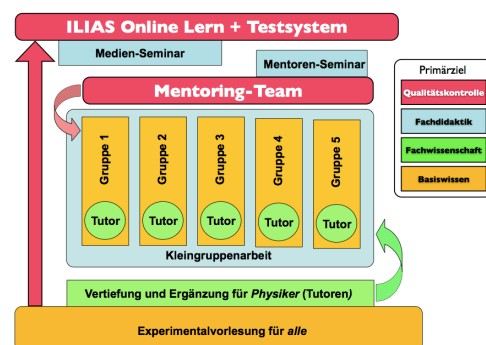 ILIAS Online Lern + Testsystem
Medien-Seminar
Mentoren-Seminar
Mentoring-Team
Gruppe 1
Gruppe 2
Gruppe 3
Gruppe 4
Gruppe 5
Tutor
Tutor
Tutor
Tutor
Tutor
Kleingruppenarbeit
Vertiefung und Ergänzung für Physiker (Tutoren)
Experimentalvorlesung für alle
Primärziel
Qualitätskontrolle
Fachdidaktik
Fachwissenschaft
Basiswissen